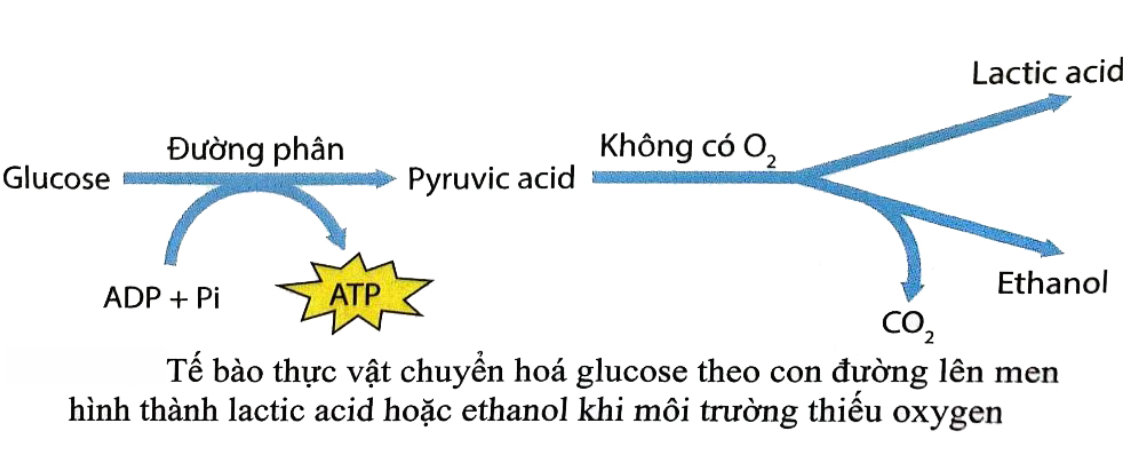 Lactic acid
Đường phân
Không có O₂
Glucose
Pyruvic acid
ADP + Pi
ATP
Ethanol
CO₂
Tế bào thực vật chuyển hoá glucose theo con đường lên men
hình thành lactic acid hoặc ethanol khi môi trường thiếu oxygen